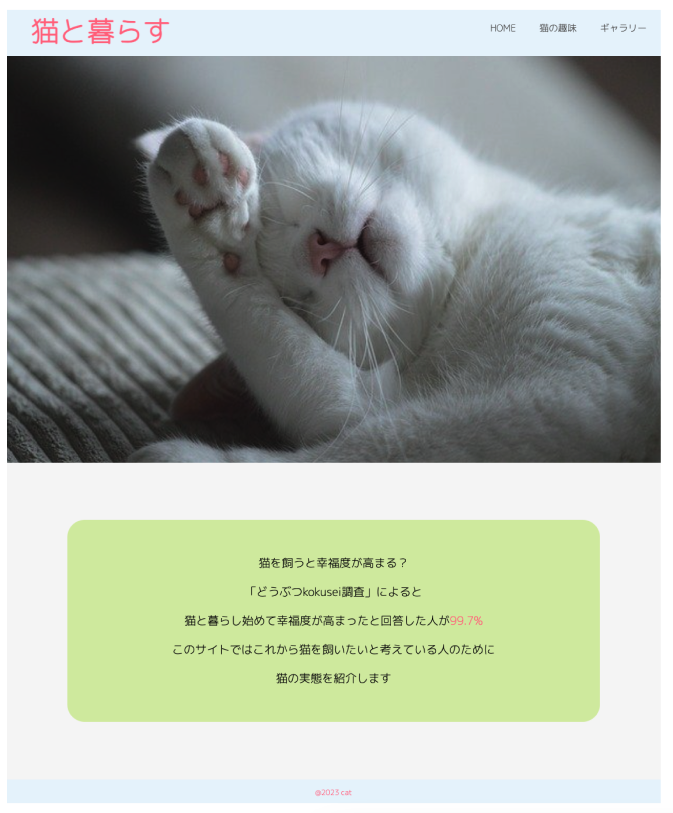 猫と暮らす
HOME 猫の趣味 ギャラリー
猫を飼うと幸福度が高まる？
「どうぶつkokusei調査」によると
猫と暮らし始めて幸福度が高まったと回答した人が99.7%
このサイトではこれから猫を飼いたいと考えている人のために
猫の実態を紹介します
@2023 cat